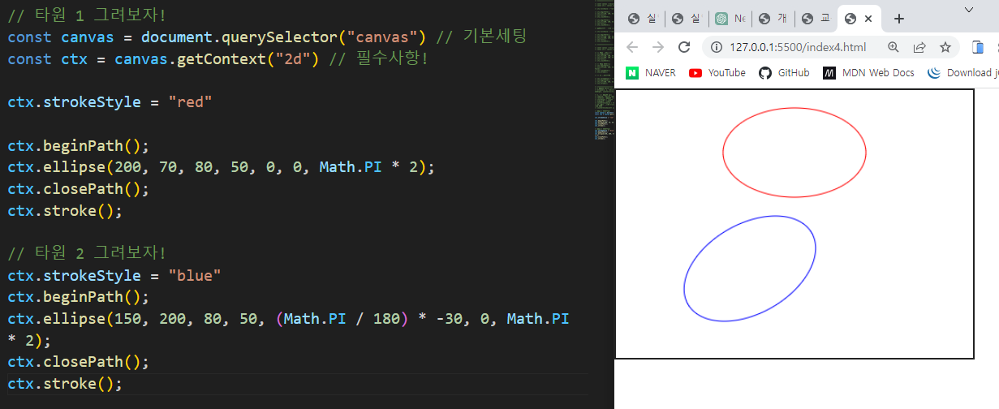 // 타원 1 그려보자!
const canvas = document.querySelector("canvas") // 기본세팅
const ctx = canvas.getContext("2d") // 필수사항!
ctx.strokeStyle = "red"
ctx.beginPath();
ctx.ellipse(200, 70, 80, 50, 0, 0, Math.PI * 2);
ctx.closePath();
ctx.stroke();
// 타원 2 그려보자!
ctx.strokeStyle = "blue"
ctx.beginPath();
ctx.ellipse(150, 200, 80, 50, (Math.PI / 180) * -30, 0, Math.PI
* 2);
ctx.closePath();
ctx.stroke();
실 실 Ne 개 교
127.0.0.1:5500/index4.html
NAVER YouTube GitHub MDN Web Docs Download